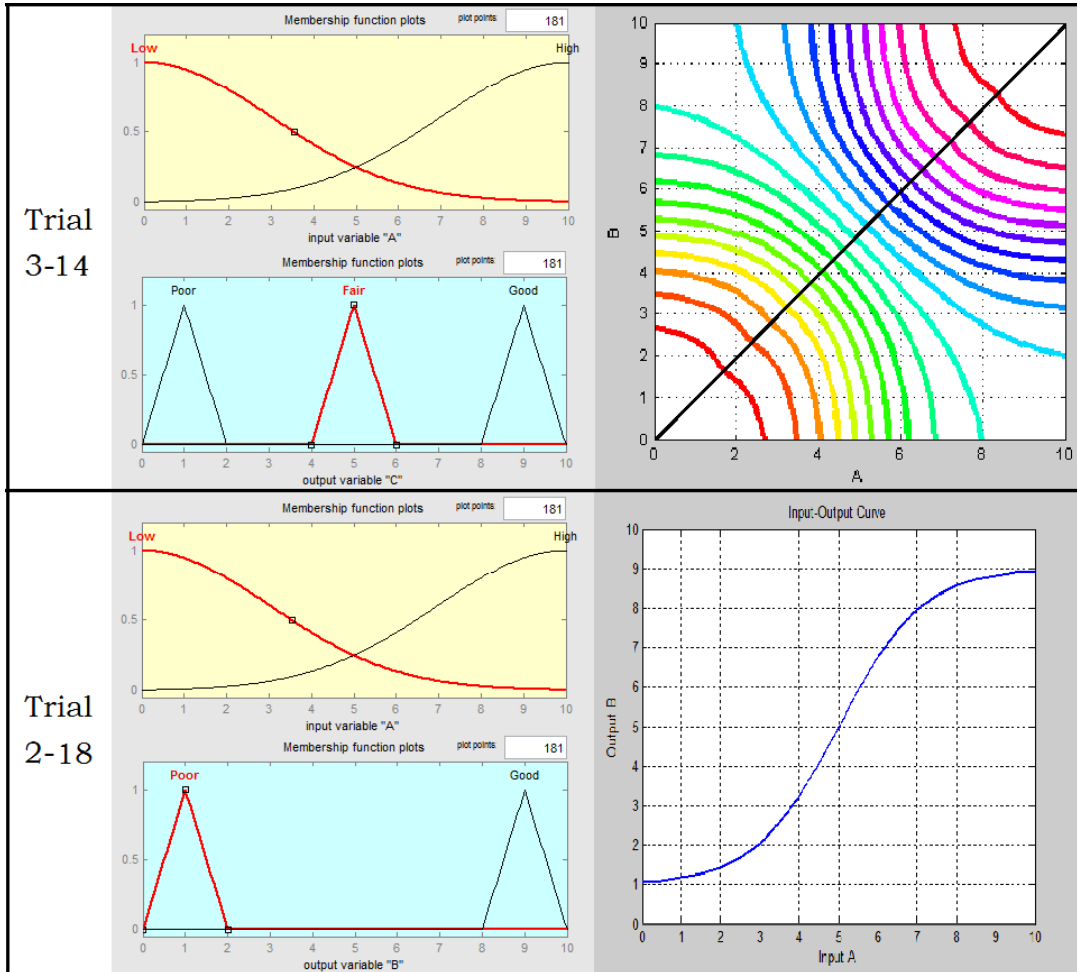 Trial
3-14
Membership function plots plot points: 181
Low High
1
0.5
0
0 1 2 3 4 5 6 7 8 9 10
input variable "A"
Membership function plots plot points: 181
Poor Fair Good
1
0.5
0
0 1 2 3 4 5 6 7 8 9 10
output variable "C"
10
9
8
7
6
5
4
3
2
1
0
B
0 2 4 6 8 10
A
Trial
2-18
Membership function plots plot points: 181
Low High
1
0.5
0
0 1 2 3 4 5 6 7 8 9 10
input variable "A"
Membership function plots plot points: 181
Poor Good
1
0.5
0
0 1 2 3 4 5 6 7 8 9 10
output variable "B"
Input-Output Curve
10
9
8
7
6
5
4
3
2
1
0
Output B
0 1 2 3 4 5 6 7 8 9 10
Input A